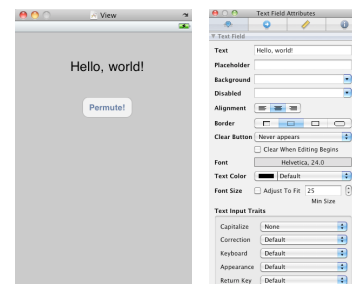 View
Hello, world!
Permute!
Text Field Attributes
Text Field
Text Hello, world!
Placeholder
Background
Disabled
Alignment
Border
Clear Button Never appears
Clear When Editing Begins
Font Helvetica, 24.0
Text Color Default
Font Size Adjust To Fit 25
Min Size
Text Input Traits
Capitalize None
Correction Default
Keyboard Default
Appearance Default
Return Key Default